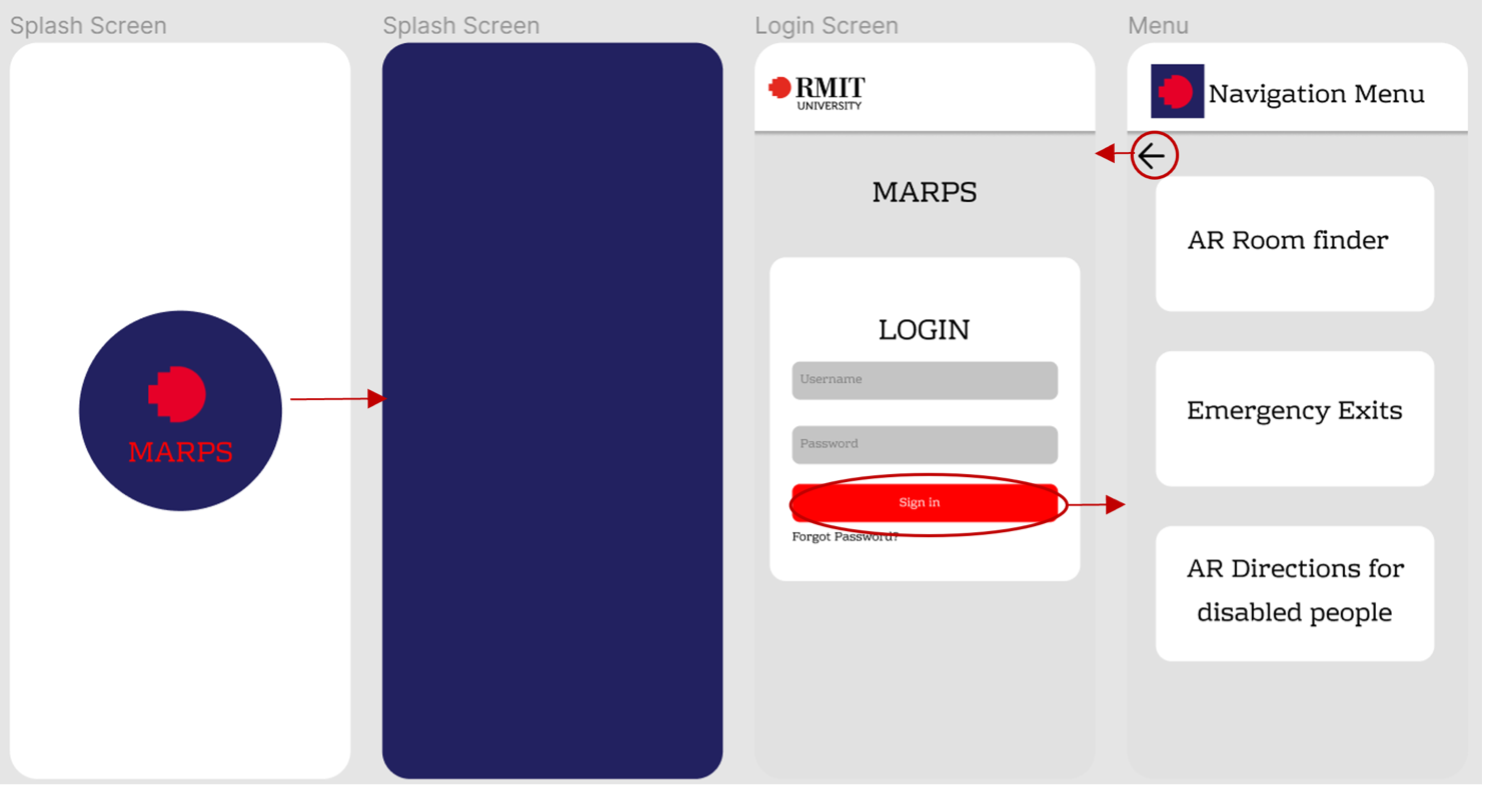 Splash Screen
Splash Screen
Login Screen
Menu
MARPS
RMIT
UNIVERSITY
MARPS
LOGIN
Username
Password
Sign in
Forgot Password?
Navigation Menu
AR Room finder
Emergency Exits
AR Directions for
disabled people